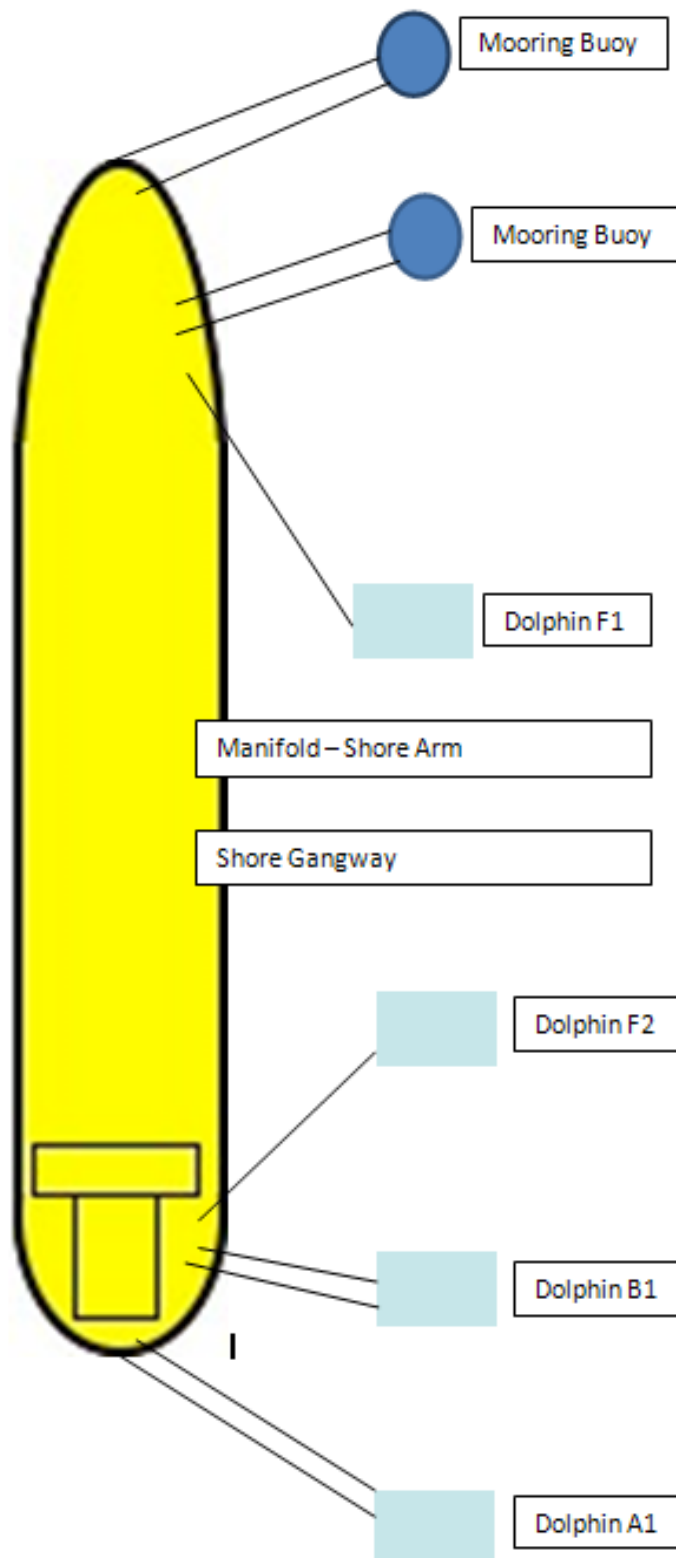 Mooring Buoy
Mooring Buoy
Dolphin F1
Manifold – Shore Arm
Shore Gangway
Dolphin F2
Dolphin B1
Dolphin A1